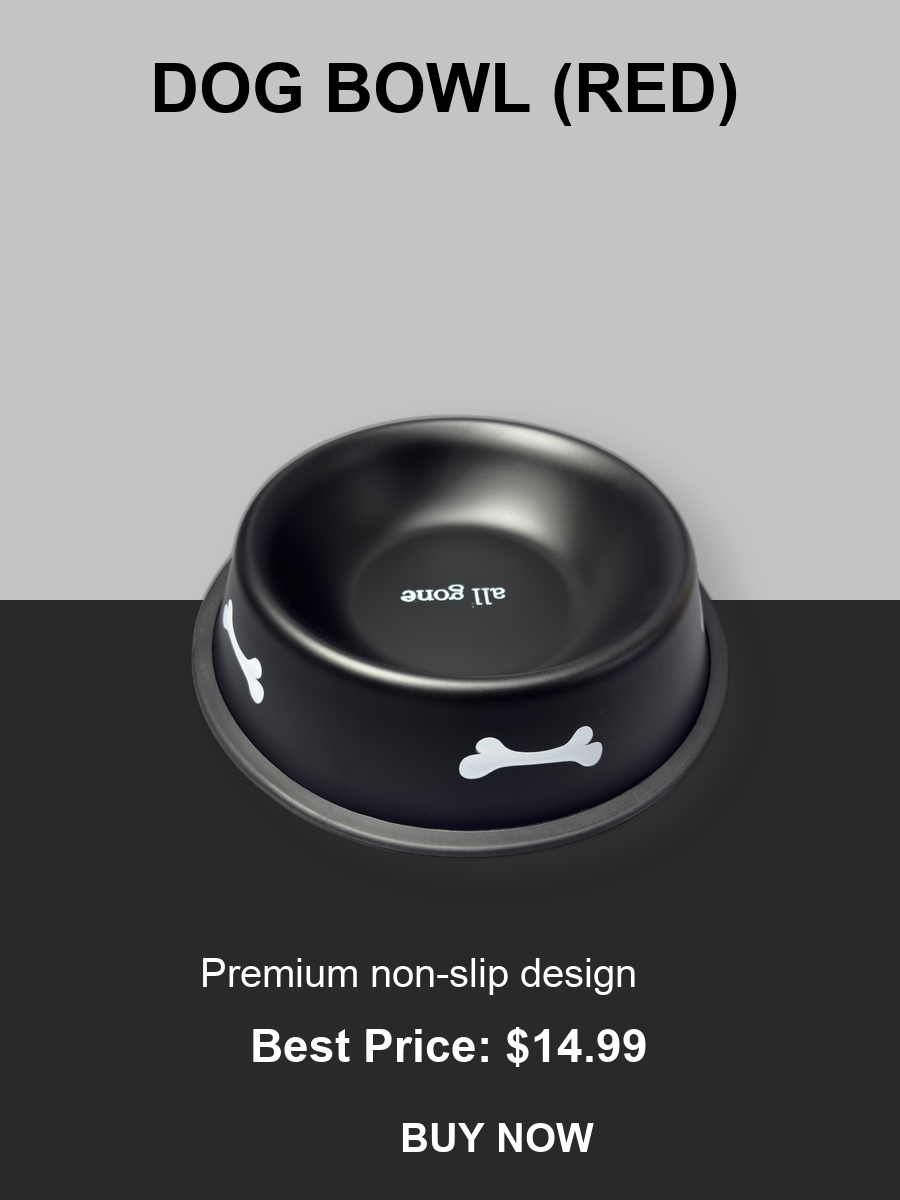 DOG BOWL (RED)
all gone
Premium non-slip design
Best Price: $14.99
BUY NOW